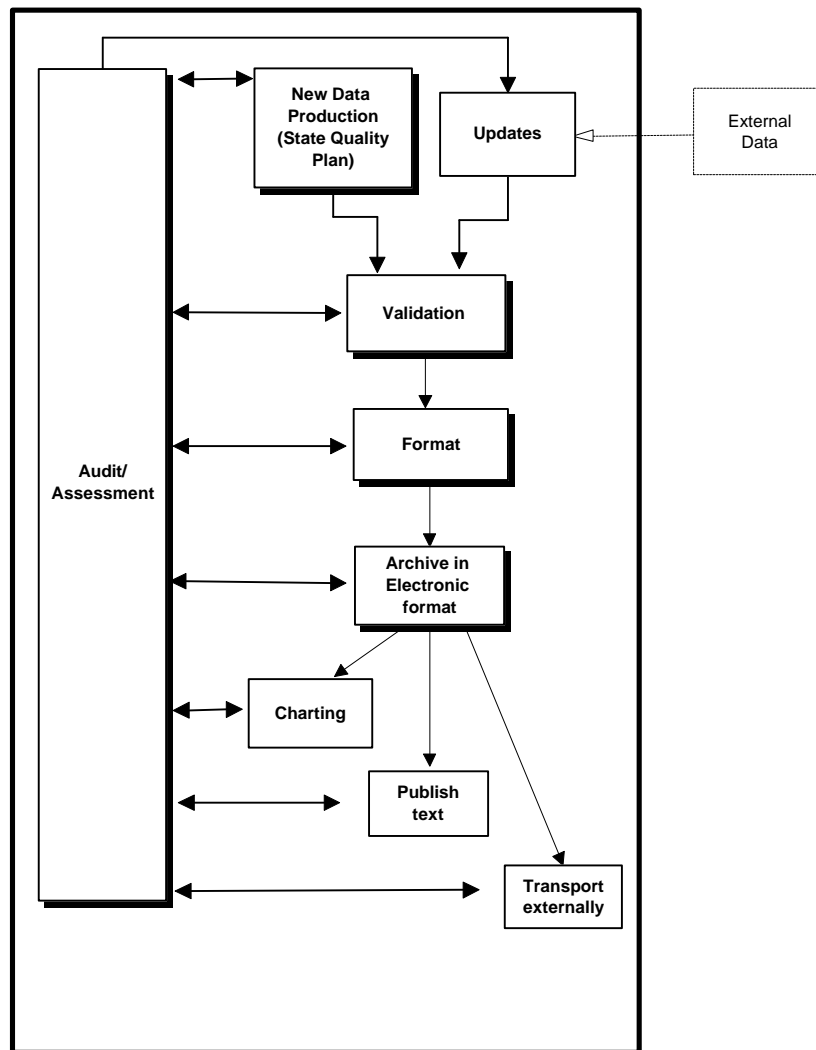 New Data
Production
(State Quality
Plan)
Updates
External
Data
Validation
Format
Audit/
Assessment
Archive in
Electronic
format
Charting
Publish
text
Transport
externally